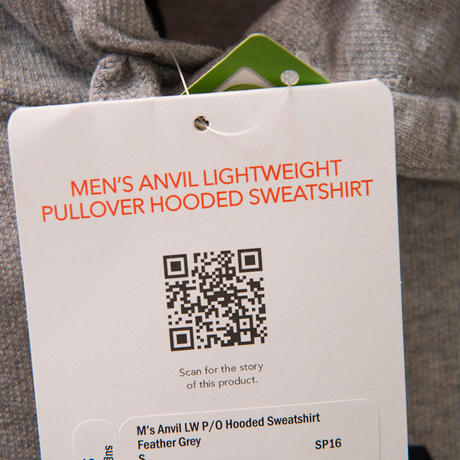 MEN'S ANVIL LIGHTWEIGHT
PULLOVER HOODED SWEATSHIRT
Scan for the story
of this product.
M's Anvil LW P/O Hooded Sweatshirt
Feather Grey
S SP16